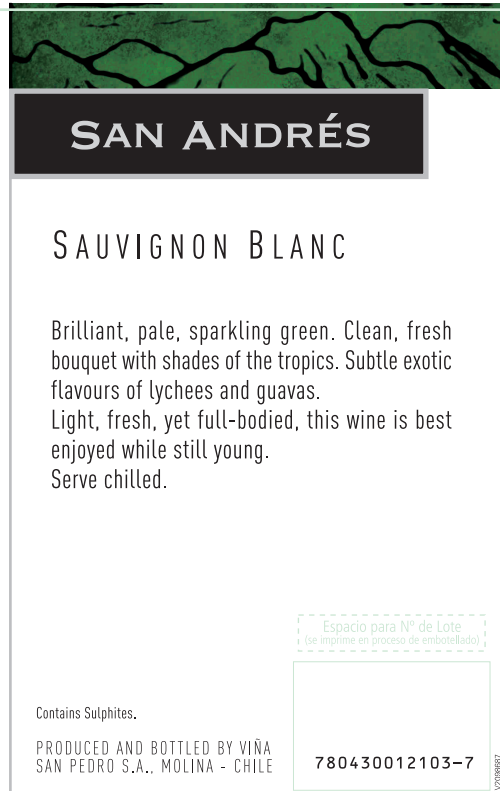 SAN ANDRÉS
SAUVIGNON BLANC
Brilliant, pale, sparkling green. Clean, fresh
bouquet with shades of the tropics. Subtle exotic
flavours of lychees and guavas.
Light, fresh, yet full-bodied, this wine is best
enjoyed while still young.
Serve chilled.
Espacio para Nº de Lote
(se imprime en proceso de embotellado)
Contains Sulphites.
PRODUCED AND BOTTLED BY VIÑA
SAN PEDRO S.A., MOLINA - CHILE
780430012103-7